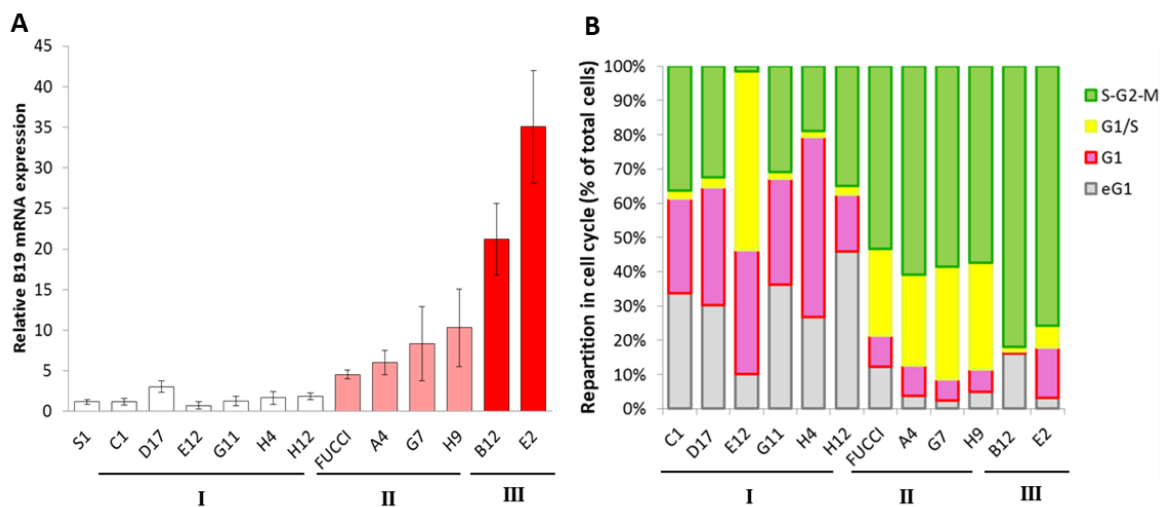 A
Relative B19 mRNA expression
45
40
35
30
25
20
15
10
5
0
S1
C1
D17
E12
G11
H4
H12
FUCCI
A4
G7
H9
B12
E2
I
II
III
B
Repartition in cell cycle (% of total cells)
100%
90%
80%
70%
60%
50%
40%
30%
20%
10%
0%
C1
D17
E12
G11
H4
H12
FUCCI
A4
G7
H9
B12
E2
I
II
III
S-G2-M
G1/S
G1
eG1